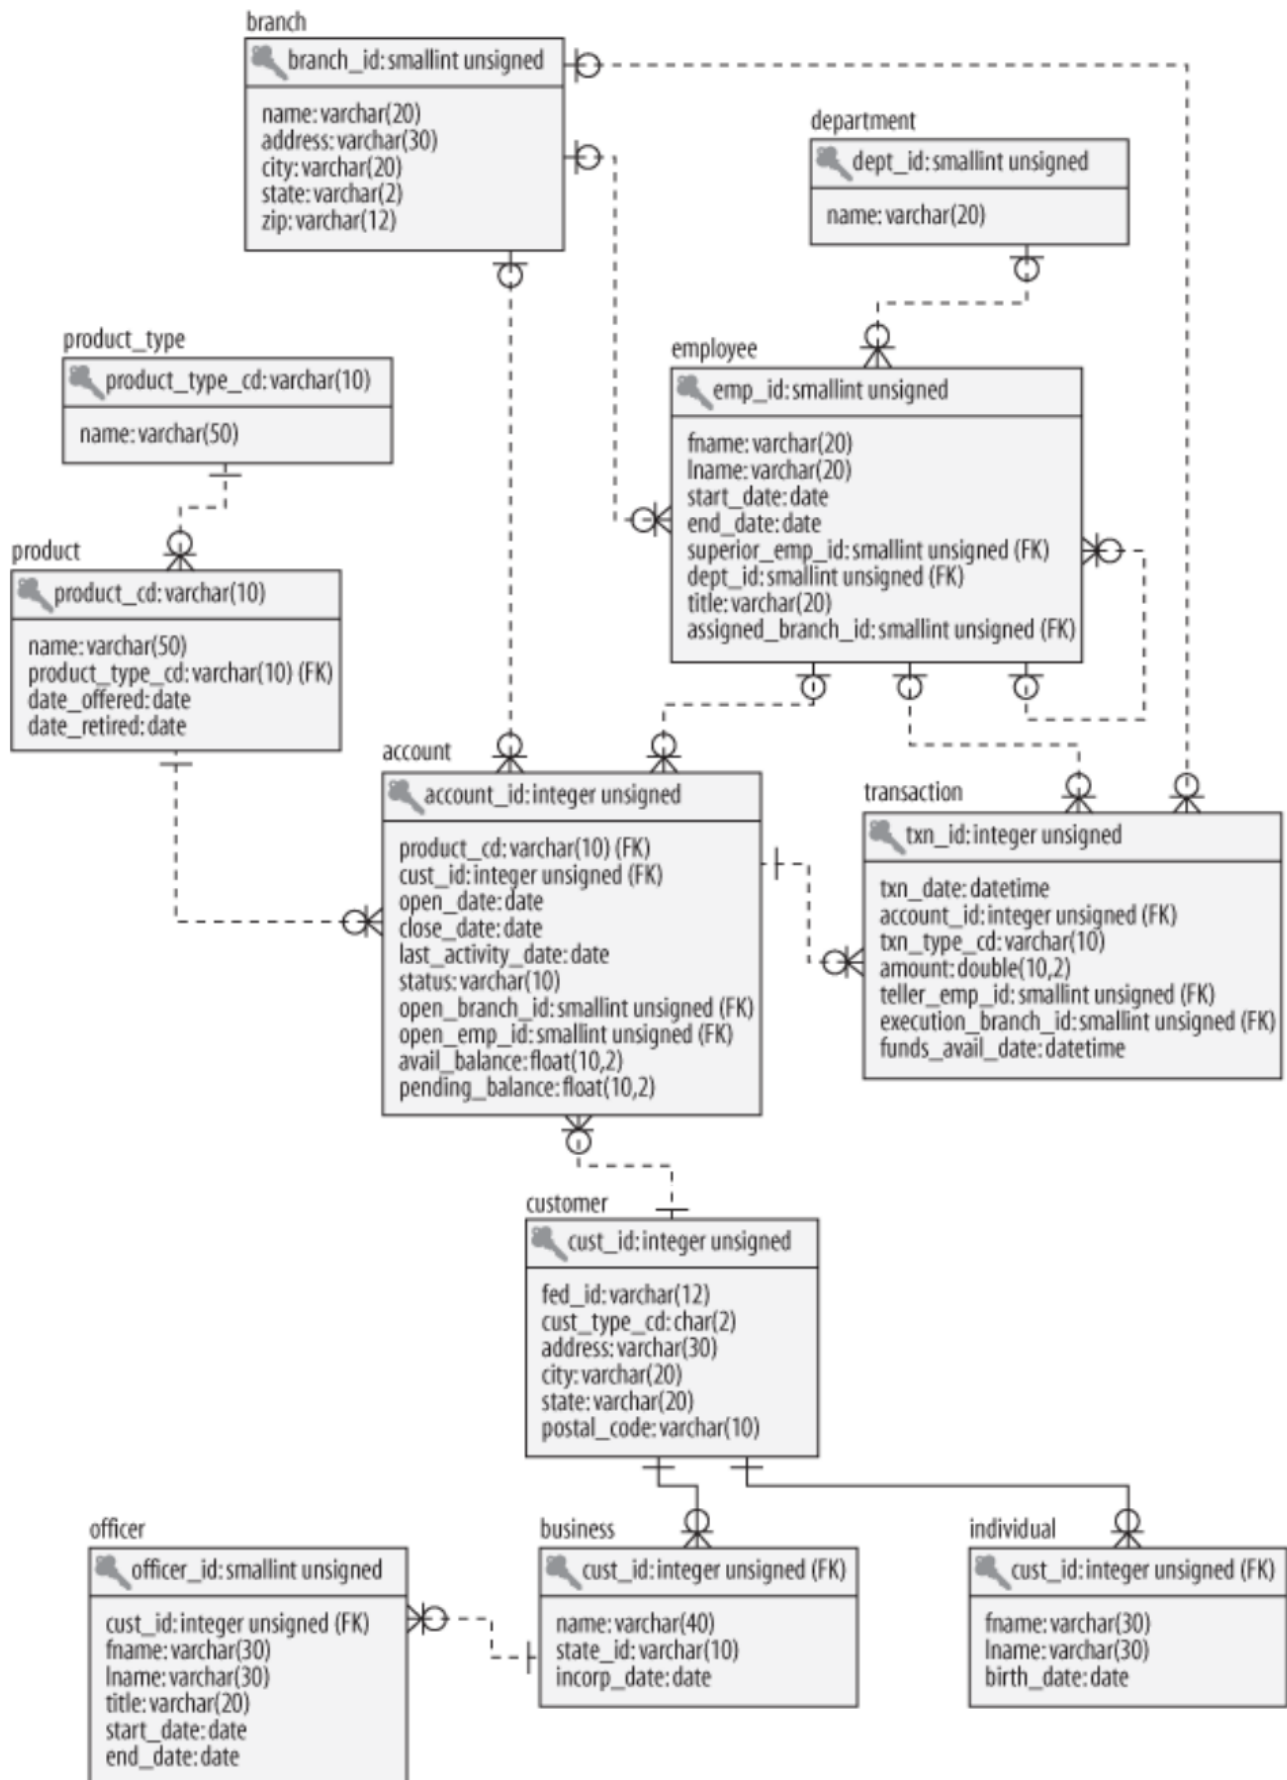 branch
branch_id: smallint unsigned
name: varchar(20)
address: varchar(30)
city: varchar(20)
state: varchar(2)
zip: varchar(12)
department
dept_id: smallint unsigned
name: varchar(20)
product_type
product_type_cd: varchar(10)
name: varchar(50)
employee
emp_id: smallint unsigned
fname: varchar(20)
lname: varchar(20)
start_date: date
end_date: date
superior_emp_id: smallint unsigned (FK)
dept_id: smallint unsigned (FK)
title: varchar(20)
assigned_branch_id: smallint unsigned (FK)
product
product_cd: varchar(10)
name: varchar(50)
product_type_cd: varchar(10) (FK)
date_offered: date
date_retired: date
account
account_id: integer unsigned
product_cd: varchar(10) (FK)
cust_id: integer unsigned (FK)
open_date: date
close_date: date
last_activity_date: date
status: varchar(10)
open_branch_id: smallint unsigned (FK)
open_emp_id: smallint unsigned (FK)
avail_balance: float(10,2)
pending_balance: float(10,2)
transaction
txn_id: integer unsigned
txn_date: datetime
account_id: integer unsigned (FK)
txn_type_cd: varchar(10)
amount: double(10,2)
teller_emp_id: smallint unsigned (FK)
execution_branch_id: smallint unsigned (FK)
funds_avail_date: datetime
customer
cust_id: integer unsigned
fed_id: varchar(12)
cust_type_cd: char(2)
address: varchar(30)
city: varchar(20)
state: varchar(20)
postal_code: varchar(10)
officer
officer_id: smallint unsigned
cust_id: integer unsigned (FK)
fname: varchar(30)
lname: varchar(30)
title: varchar(20)
start_date: date
end_date: date
business
cust_id: integer unsigned (FK)
name: varchar(40)
state_id: varchar(10)
incorp_date: date
individual
cust_id: integer unsigned (FK)
fname: varchar(30)
lname: varchar(30)
birth_date: date